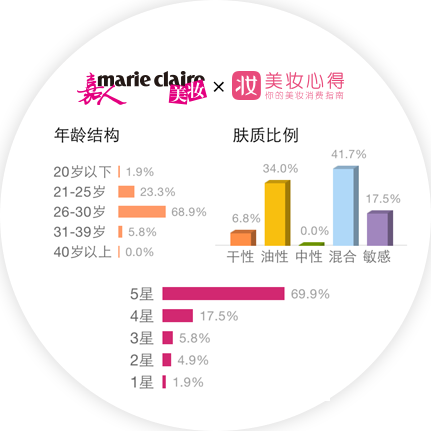 marie claire
嘉人美妆 × 妆 美妆心得
你的美妆消费指南
年龄结构
20岁以下 1.9%
21-25岁 23.3%
26-30岁 68.9%
31-39岁 5.8%
40岁以上 0.0%
肤质比例
6.8% 34.0% 0.0% 41.7% 17.5%
干性 油性 中性 混合 敏感
5星 69.9%
4星 17.5%
3星 5.8%
2星 4.9%
1星 1.9%